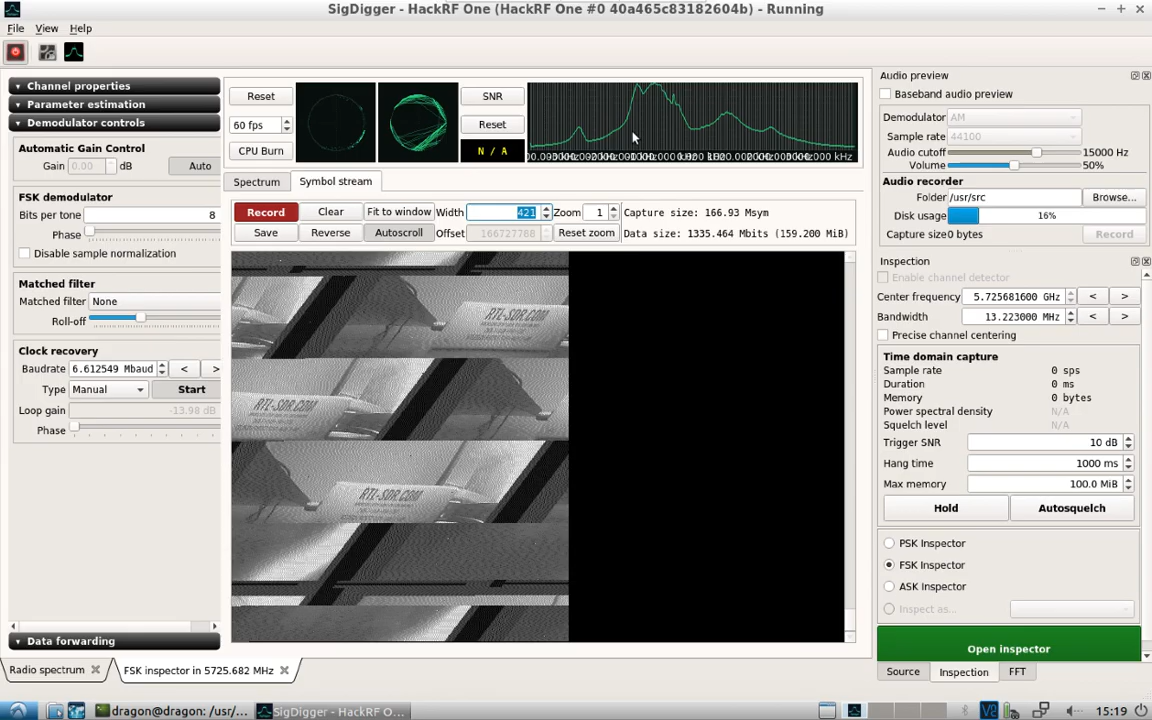 SigDigger - HackRF One (HackRF One #0 40a465c83182604b) - Running
File View Help
Channel properties
Parameter estimation
Demodulator controls
Automatic Gain Control
Gain 0.00 dB Auto
FSK demodulator
Bits per tone 8
Phase
Disable sample normalization
Matched filter
Matched filter None
Roll-off
Clock recovery
Baudrate 6.612549 Mbaud < >
Type Manual Start
Loop gain -13.98 dB
Phase
Data forwarding
Reset
60 fps
CPU Burn
SNR
Reset
N / A
Spectrum Symbol stream
Record Clear Fit to window Width 421 Zoom 1 Capture size: 166.93 Msym
Save Reverse Autoscroll Offset 166727788 Reset zoom Data size: 1335.464 Mbits (159.200 MiB)
RTL-SDR.COM
RTL-SDR.COM
RTL-SDR.COM
Audio preview
Baseband audio preview
Demodulator AM
Sample rate 44100
Audio cutoff 15000 Hz
Volume 50%
Audio recorder
Folder /usr/src Browse...
Disk usage 16%
Capture size 0 bytes Record
Inspection
Enable channel detector
Center frequency 5.725681600 GHz < >
Bandwidth 13.223000 MHz < >
Precise channel centering
Time domain capture
Sample rate 0 sps
Duration 0 ms
Memory 0 bytes
Power spectral density N/A
Squelch level N/A
Trigger SNR 10 dB
Hang time 1000 ms
Max memory 100.0 MiB
Hold Autosquelch
PSK Inspector
FSK Inspector
ASK Inspector
Inspect as...
Open inspector
Source Inspection FFT
Radio spectrum FSK inspector in 5725.682 MHz
dragon@dragon: /usr/... SigDigger - HackRF O... 15:19